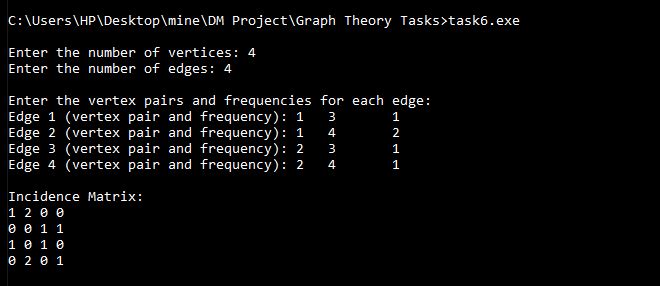 C:\Users\HP\Desktop\mine\DM Project\Graph Theory Tasks>task6.exe
Enter the number of vertices: 4
Enter the number of edges: 4
Enter the vertex pairs and frequencies for each edge:
Edge 1 (vertex pair and frequency): 1   3       1
Edge 2 (vertex pair and frequency): 1   4       2
Edge 3 (vertex pair and frequency): 2   3       1
Edge 4 (vertex pair and frequency): 2   4       1
Incidence Matrix:
1 2 0 0
0 0 1 1
1 0 1 0
0 2 0 1